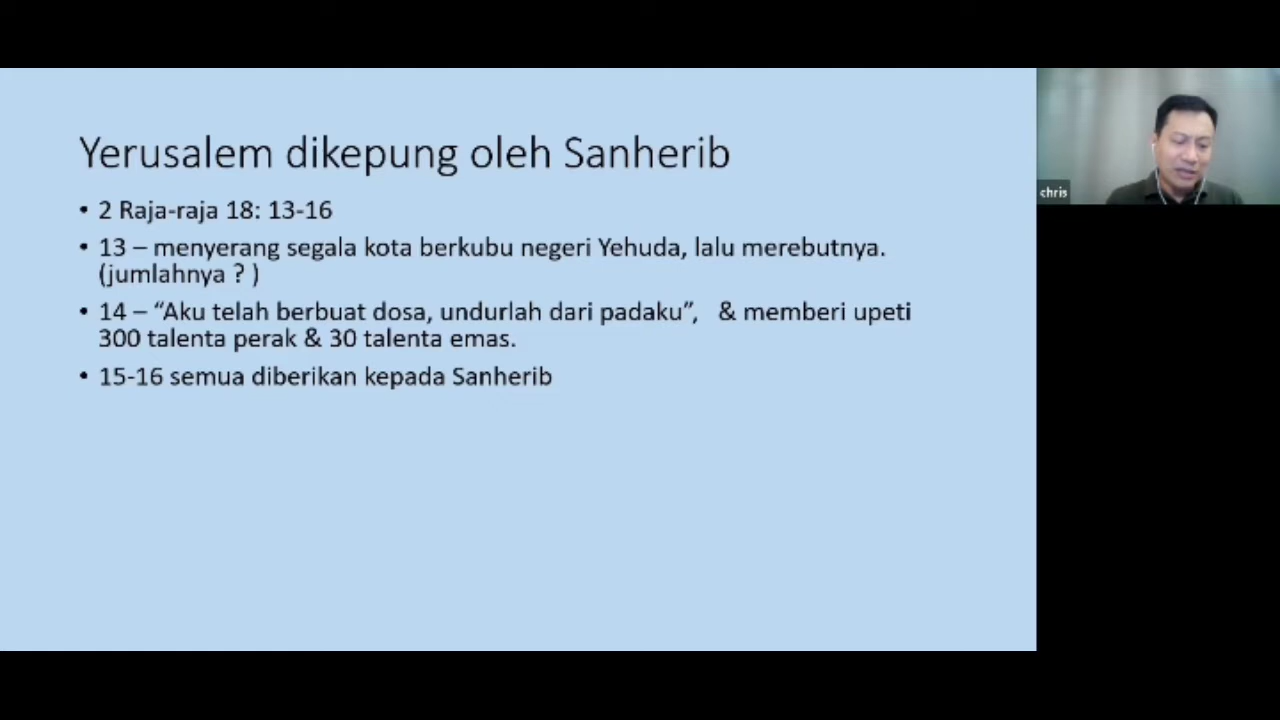 Yerusalem dikepung oleh Sanherib
• 2 Raja-raja 18: 13-16
• 13 – menyerang segala kota berkubu negeri Yehuda, lalu merebutnya.
(jumlahnya ? )
• 14 – “Aku telah berbuat dosa, undurlah dari padaku”, & memberi upeti
300 talenta perak & 30 talenta emas.
• 15-16 semua diberikan kepada Sanherib
chris